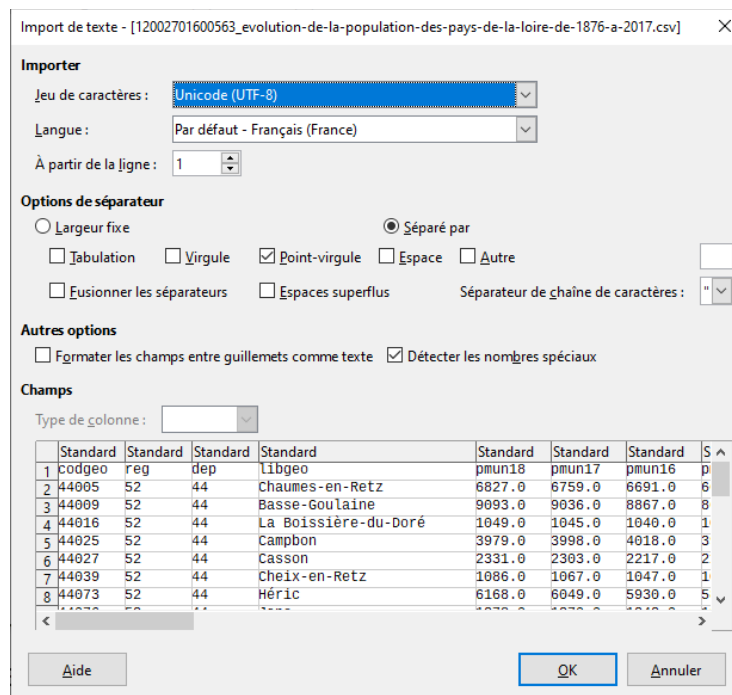 Import de texte - [12002701600563_evolution-de-la-population-des-pays-de-la-loire-de-1876-a-2017.csv]
Importer
Jeu de caractères : Unicode (UTF-8)
Langue : Par défaut - Français (France)
À partir de la ligne : 1
Options de séparateur
Largeur fixe Séparé par
Tabulation Virgule Point-virgule Espace Autre
Fusionner les séparateurs Espaces superflus Séparateur de chaîne de caractères : "
Autres options
Formater les champs entre guillemets comme texte Détecter les nombres spéciaux
Champs
Type de colonne :
Standard Standard Standard Standard Standard Standard Standard S
1 codgeo reg dep libgeo pmun18 pmun17 pmun16
2 44005 52 44 Chaumes-en-Retz 6827.0 6759.0 6691.0 6
3 44009 52 44 Basse-Goulaine 9093.0 9036.0 8867.0 8
4 44016 52 44 La Boissière-du-Doré 1049.0 1045.0 1040.0
5 44025 52 44 Campbon 3979.0 3998.0 4018.0 3
6 44027 52 44 Casson 2331.0 2303.0 2217.0 2
7 44039 52 44 Cheix-en-Retz 1086.0 1067.0 1047.0
8 44073 52 44 Héric 6168.0 6049.0 5930.0 5
Aide OK Annuler